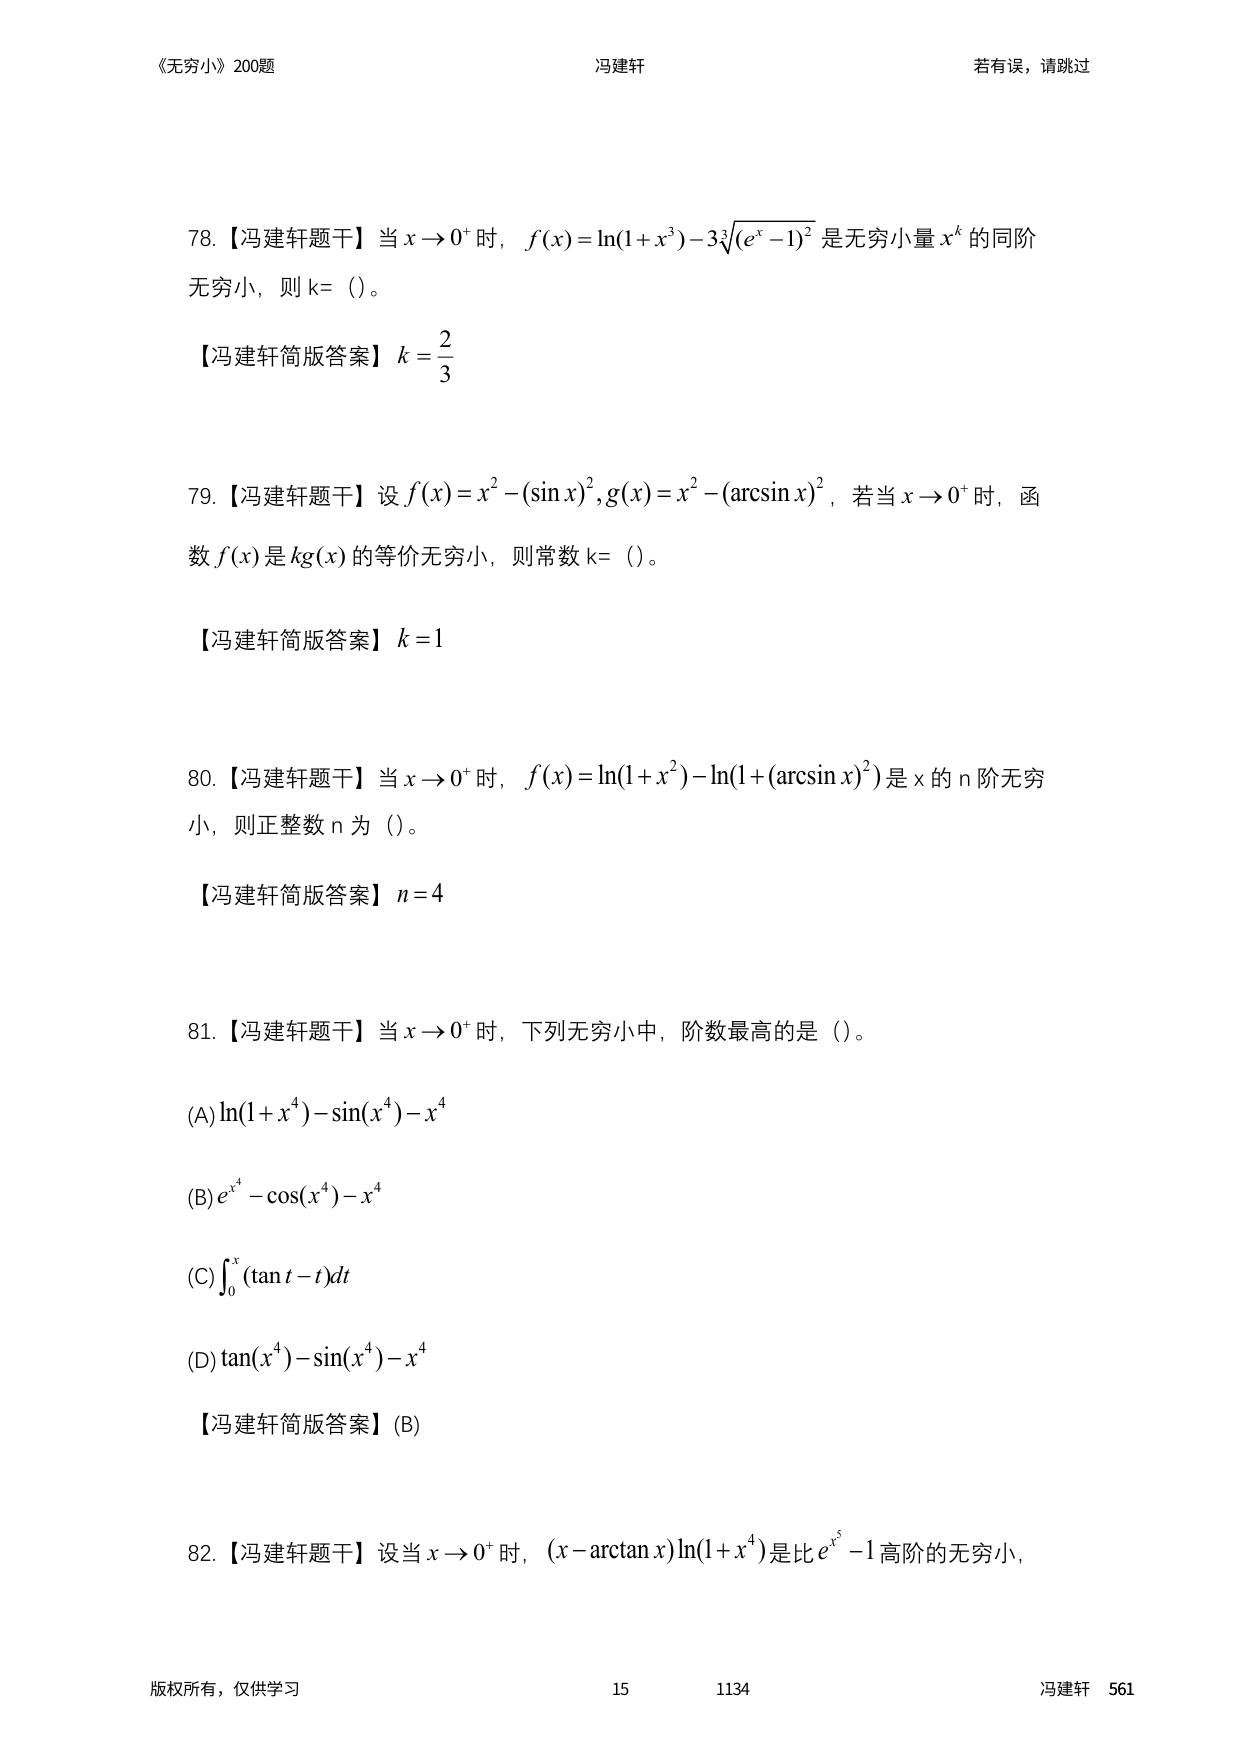 《无穷小》200题 冯建轩 若有误，请跳过
78.【冯建轩题干】当 x → 0⁺ 时， f(x) = ln(1 + x³) − 3∛((eˣ − 1)²) 是无穷小量 xᵏ 的同阶
无穷小，则 k=（）。
【冯建轩简版答案】 k = 2/3
79.【冯建轩题干】设 f(x) = x² − (sin x)², g(x) = x² − (arcsin x)² ，若当 x → 0⁺ 时，函
数 f(x) 是 kg(x) 的等价无穷小，则常数 k=（）。
【冯建轩简版答案】 k = 1
80.【冯建轩题干】当 x → 0⁺ 时， f(x) = ln(1 + x²) − ln(1 + (arcsin x)²) 是 x 的 n 阶无穷
小，则正整数 n 为（）。
【冯建轩简版答案】 n = 4
81.【冯建轩题干】当 x → 0⁺ 时，下列无穷小中，阶数最高的是（）。
(A) ln(1 + x⁴) − sin(x⁴) − x⁴
(B) e^(x⁴) − cos(x⁴) − x⁴
(C) ∫₀ˣ (tan t − t)dt
(D) tan(x⁴) − sin(x⁴) − x⁴
【冯建轩简版答案】(B)
82.【冯建轩题干】设当 x → 0⁺ 时， (x − arctan x) ln(1 + x⁴) 是比 e^(x⁵) − 1 高阶的无穷小，
版权所有，仅供学习 15 1134 冯建轩 561